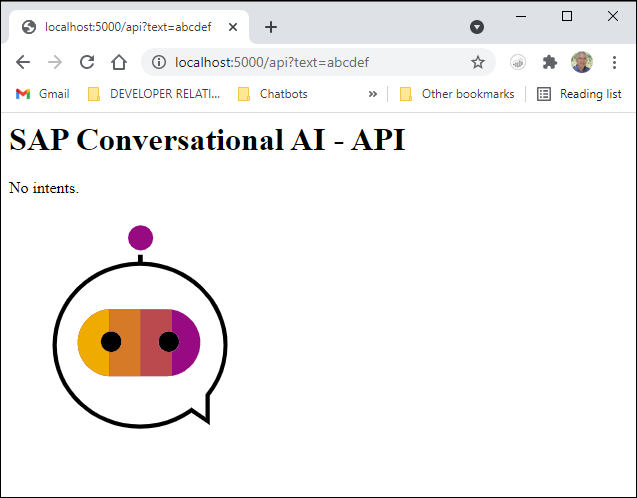 localhost:5000/api?text=abcdef
localhost:5000/api?text=abcdef
Gmail DEVELOPER RELATI... Chatbots » Other bookmarks Reading list
SAP Conversational AI - API
No intents.